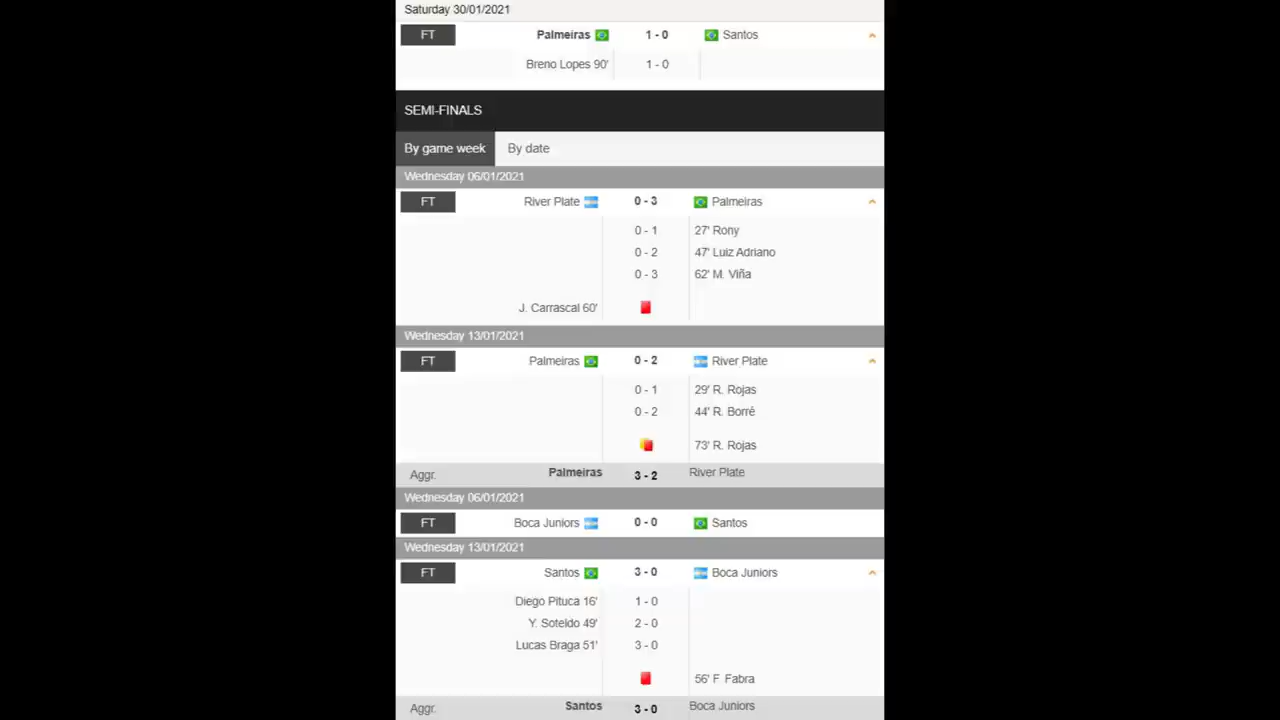 Saturday 30/01/2021
FT Palmeiras 1 - 0 Santos
Breno Lopes 90' 1 - 0
SEMI-FINALS
By game week By date
Wednesday 06/01/2021
FT River Plate 0 - 3 Palmeiras
0 - 1 27' Rony
0 - 2 47' Luiz Adriano
0 - 3 62' M. Viña
J. Carrascal 60'
Wednesday 13/01/2021
FT Palmeiras 0 - 2 River Plate
0 - 1 29' R. Rojas
0 - 2 44' R. Borré
73' R. Rojas
Aggr. Palmeiras 3 - 2 River Plate
Wednesday 06/01/2021
FT Boca Juniors 0 - 0 Santos
Wednesday 13/01/2021
FT Santos 3 - 0 Boca Juniors
Diego Pituca 16' 1 - 0
Y. Soteldo 49' 2 - 0
Lucas Braga 51' 3 - 0
56' F Fabra
Aggr. Santos 3 - 0 Boca Juniors